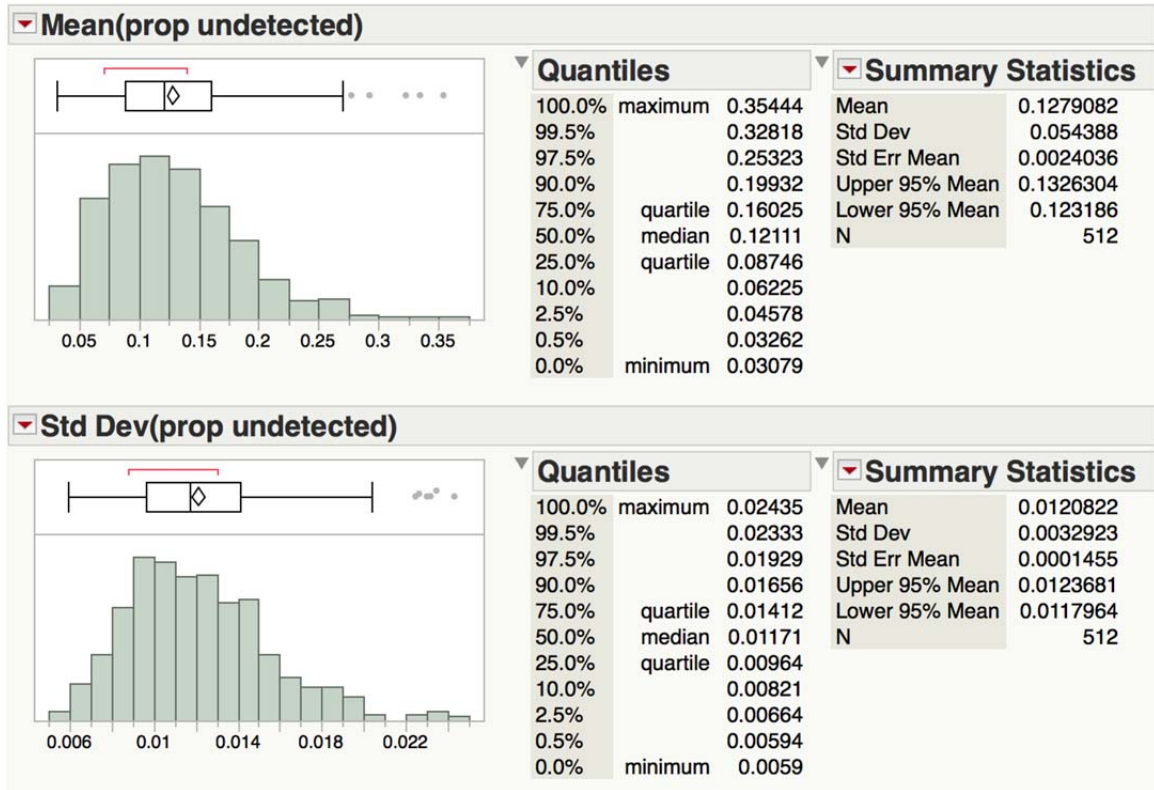 Mean(prop undetected)
0.05 0.1 0.15 0.2 0.25 0.3 0.35
Quantiles
100.0% maximum 0.35444
99.5% 0.32818
97.5% 0.25323
90.0% 0.19932
75.0% quartile 0.16025
50.0% median 0.12111
25.0% quartile 0.08746
10.0% 0.06225
2.5% 0.04578
0.5% 0.03262
0.0% minimum 0.03079
Summary Statistics
Mean 0.1279082
Std Dev 0.054388
Std Err Mean 0.0024036
Upper 95% Mean 0.1326304
Lower 95% Mean 0.123186
N 512
Std Dev(prop undetected)
0.006 0.01 0.014 0.018 0.022
Quantiles
100.0% maximum 0.02435
99.5% 0.02333
97.5% 0.01929
90.0% 0.01656
75.0% quartile 0.01412
50.0% median 0.01171
25.0% quartile 0.00964
10.0% 0.00821
2.5% 0.00664
0.5% 0.00594
0.0% minimum 0.0059
Summary Statistics
Mean 0.0120822
Std Dev 0.0032923
Std Err Mean 0.0001455
Upper 95% Mean 0.0123681
Lower 95% Mean 0.0117964
N 512